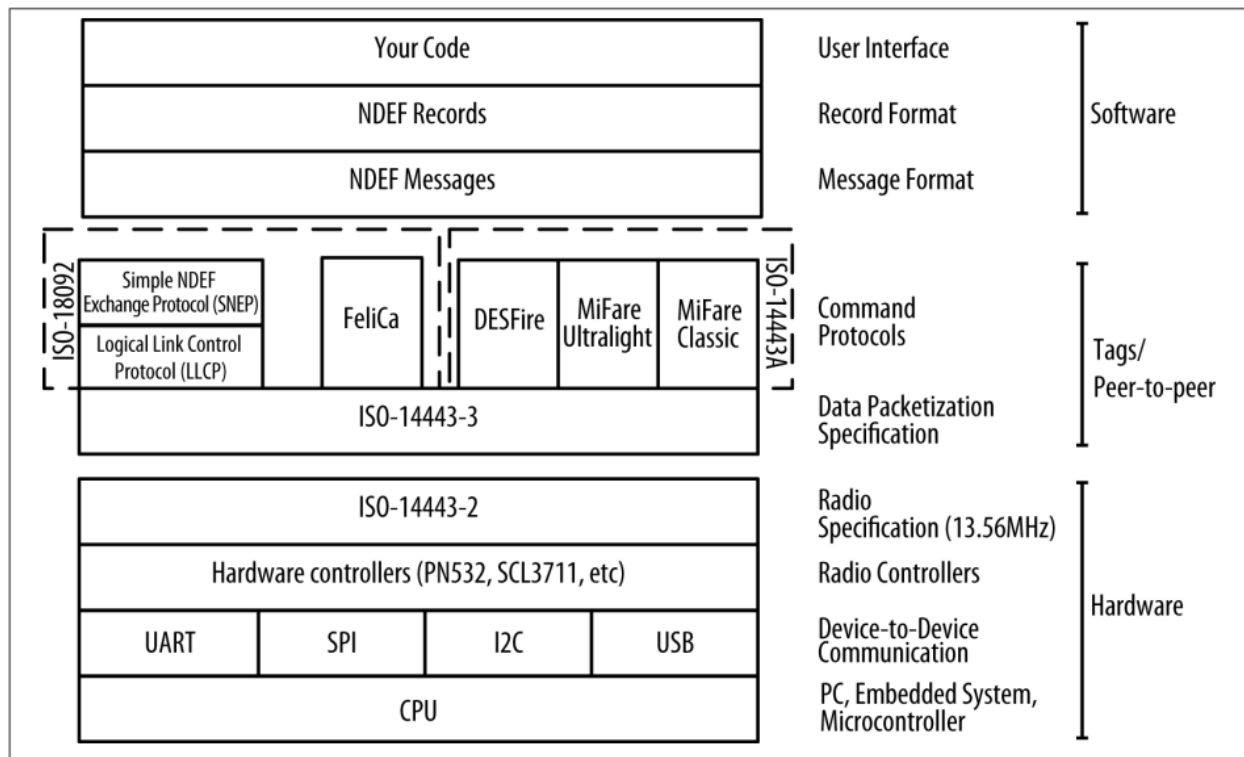 Your Code
User Interface
NDEF Records
Record Format
Software
NDEF Messages
Message Format
ISO-18092
Simple NDEF
Exchange Protocol (SNEP)
Logical Link Control
Protocol (LLCP)
FeliCa
DESFire
MiFare
Ultralight
MiFare
Classic
ISO-14443A
Command
Protocols
Tags/
Peer-to-peer
ISO-14443-3
Data Packetization
Specification
ISO-14443-2
Radio
Specification (13.56MHz)
Hardware controllers (PN532, SCL3711, etc)
Radio Controllers
Hardware
UART
SPI
I2C
USB
Device-to-Device
Communication
CPU
PC, Embedded System,
Microcontroller